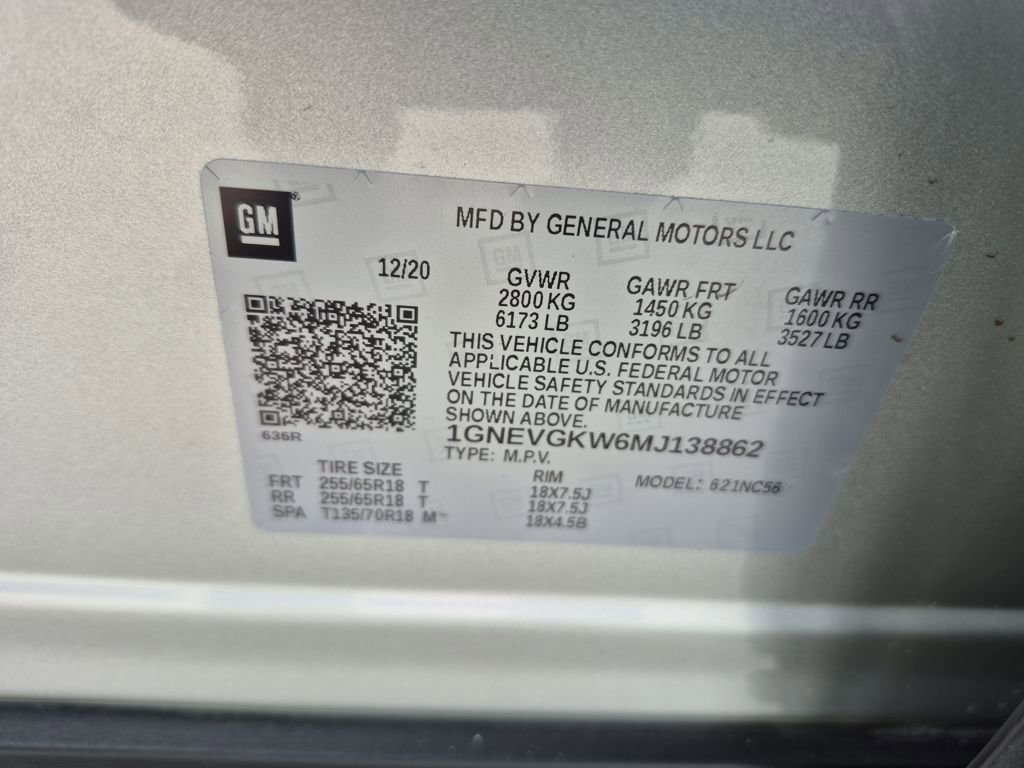 GM
MFD BY GENERAL MOTORS LLC
12/20
GVWR GAWR FRT GAWR RR
2800 KG 1450 KG 1600 KG
6173 LB 3196 LB 3527 LB
THIS VEHICLE CONFORMS TO ALL
APPLICABLE U.S. FEDERAL MOTOR
VEHICLE SAFETY STANDARDS IN EFFECT
ON THE DATE OF MANUFACTURE
SHOWN ABOVE.
636R
1GNEVGKW6MJ138862
TYPE: M.P.V.
TIRE SIZE RIM MODEL: 621NC56
FRT 255/65R18 T 18X7.5J
RR 255/65R18 T 18X7.5J
SPA T135/70R18 M 18X4.5B